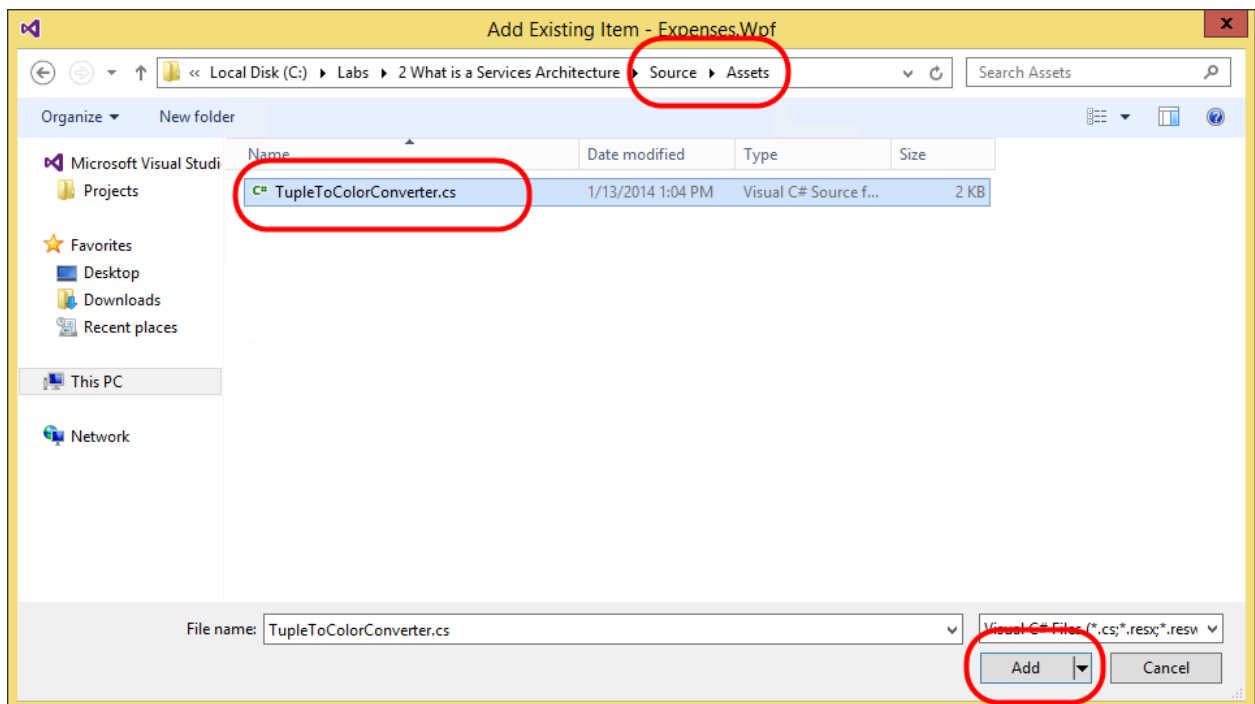 Add Existing Item - Expenses.Wpf
x
« Local Disk (C:) Labs 2 What is a Services Architecture Source Assets
Search Assets
Organize New folder
Name Date modified Type Size
Microsoft Visual Studi
Projects
C# TupleToColorConverter.cs 1/13/2014 1:04 PM Visual C# Source f... 2 KB
Favorites
Desktop
Downloads
Recent places
This PC
Network
File name: TupleToColorConverter.cs
Visual C# Files (*.cs;*.resx;*.resw
Add Cancel